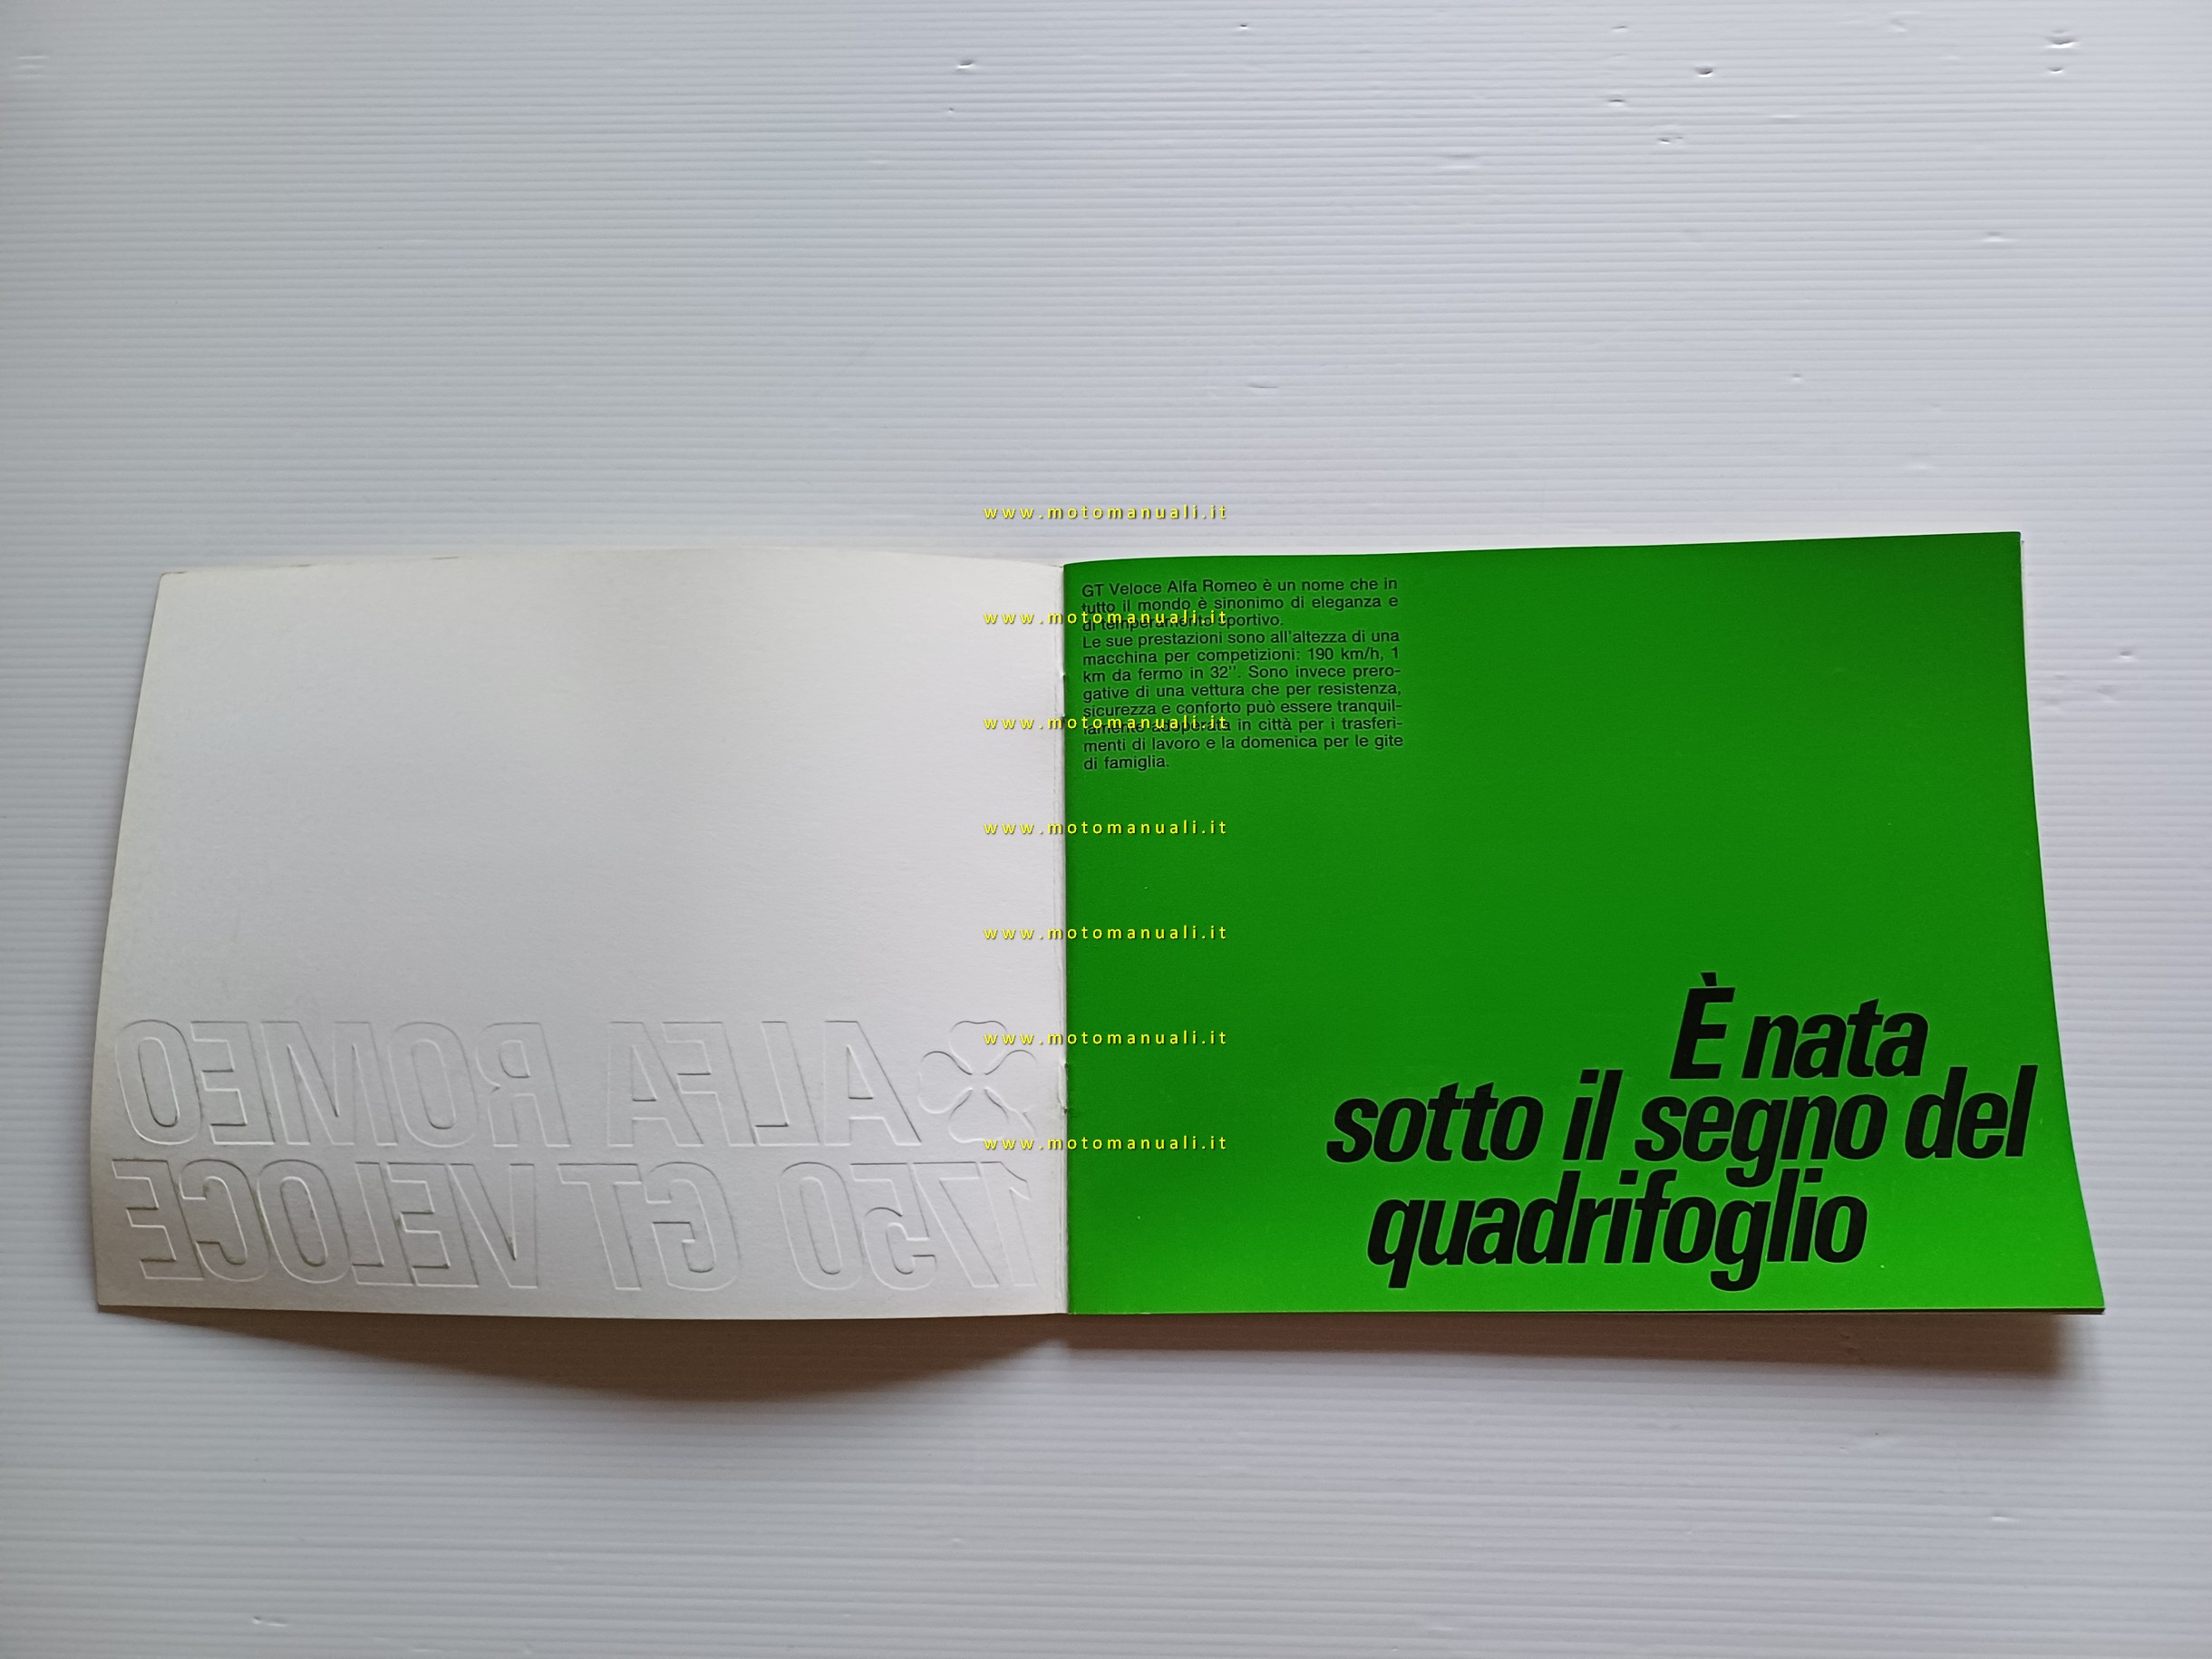 ALFA ROMEO
1750 GT VELOCE
GT Veloce Alfa Romeo è un nome che in
tutto il mondo è sinonimo di eleganza e
di temperamento sportivo.
Le sue prestazioni sono all'altezza di una
macchina per competizioni: 190 km/h, 1
km da fermo in 32''. Sono invece prero-
gative di una vettura che per resistenza,
sicurezza e conforto può essere tranquil-
lamente adoperata in città per i trasferi-
menti di lavoro e la domenica per le gite
di famiglia.
È nata
sotto il segno del
quadrifoglio
www.motomanuali.it
www.motomanuali.it
www.motomanuali.it
www.motomanuali.it
www.motomanuali.it
www.motomanuali.it
www.motomanuali.it